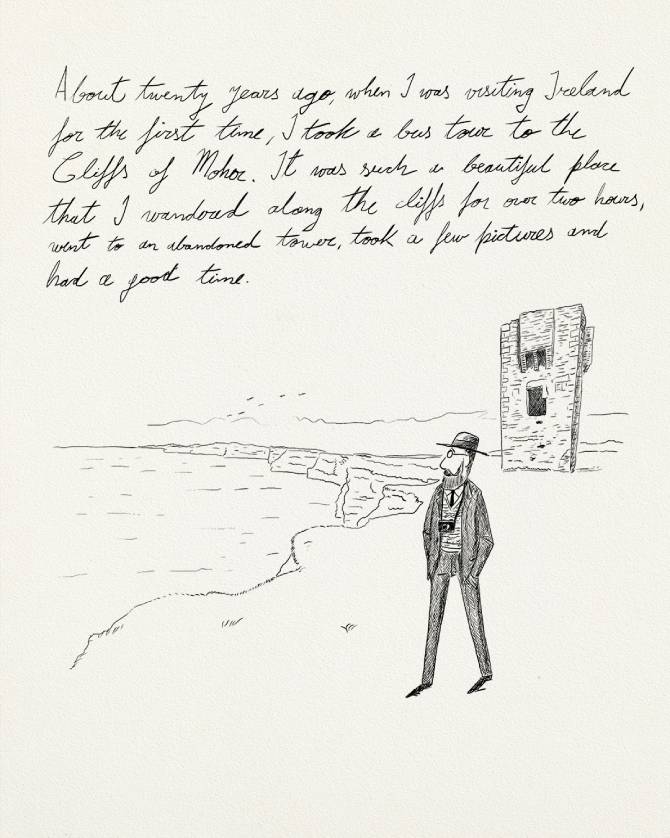 About twenty years ago, when I was visiting Ireland
for the first time, I took a bus tour to the
Cliffs of Moher. It was such a beautiful place
that I wandered along the cliffs for over two hours,
went to an abandoned tower, took a few pictures and
had a good time.